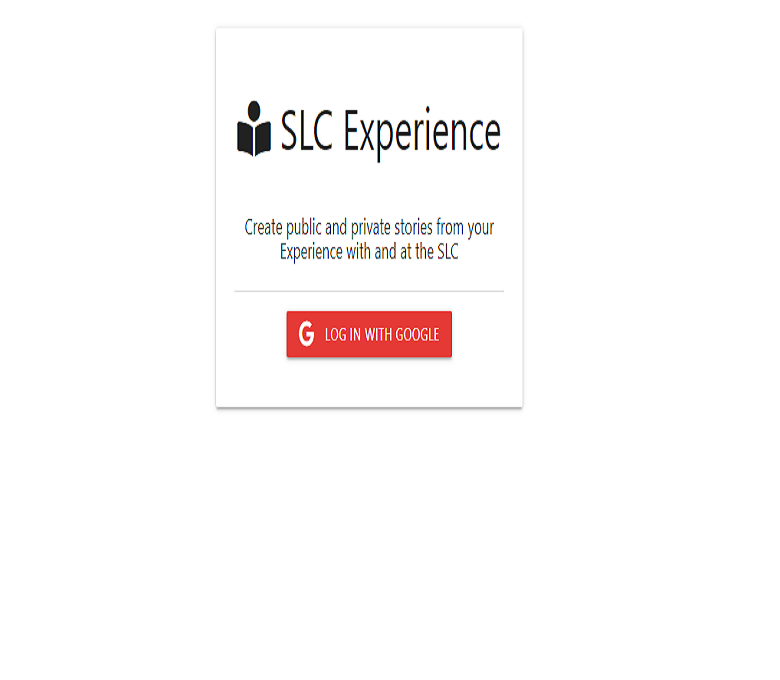 SLC Experience
Create public and private stories from your
Experience with and at the SLC
LOG IN WITH GOOGLE